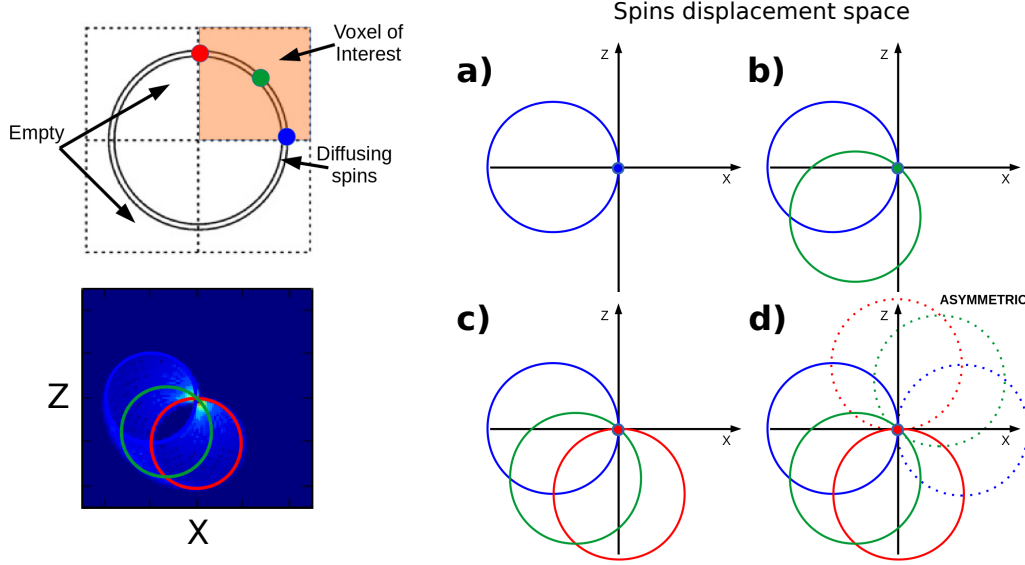 Spins displacement space
Voxel of
Interest
Empty
Diffusing
spins
a)
Z
X
b)
Z
X
Z
X
c)
Z
X
d)
Z
X
ASYMMETRIC